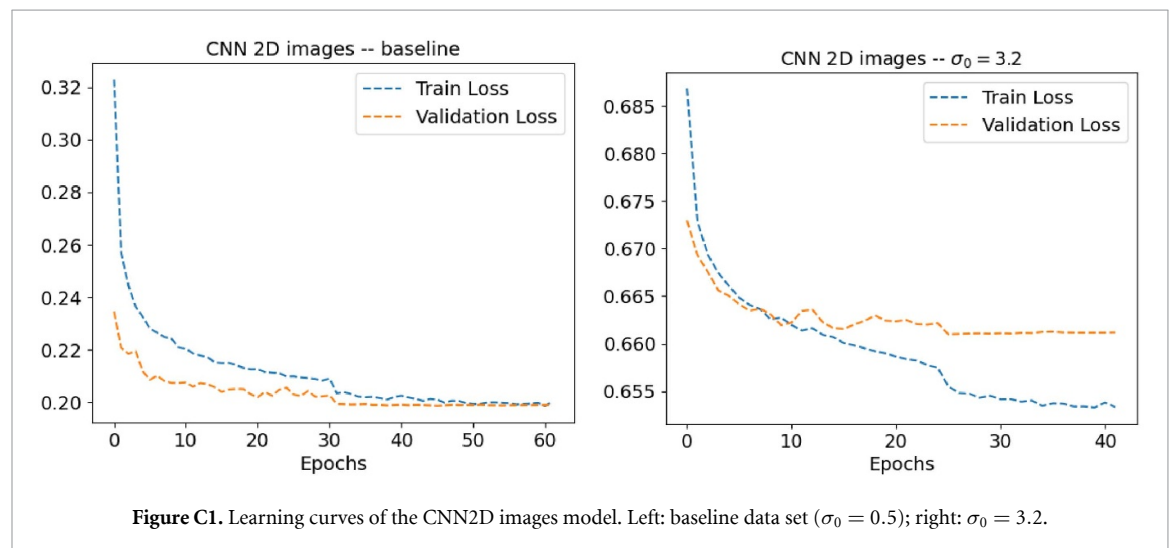 CNN 2D images -- baseline
Train Loss
Validation Loss
0.32
0.30
0.28
0.26
0.24
0.22
0.20
0 10 20 30 40 50 60
Epochs
CNN 2D images -- σ₀ = 3.2
Train Loss
Validation Loss
0.685
0.680
0.675
0.670
0.665
0.660
0.655
0 10 20 30 40
Epochs
Figure C1. Learning curves of the CNN2D images model. Left: baseline data set (σ₀ = 0.5); right: σ₀ = 3.2.